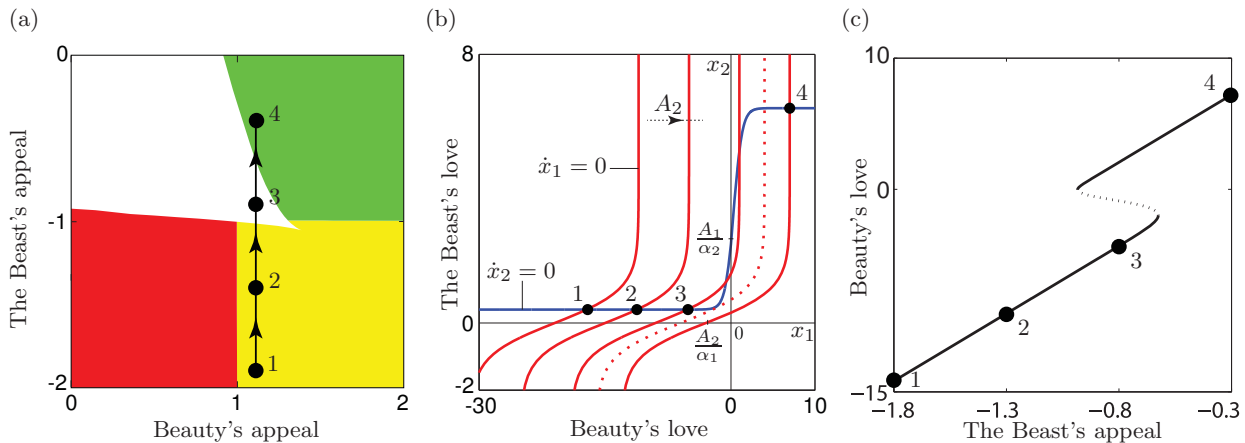 (a)
(b)
(c)
The Beast's appeal
0
-1
-2
4
3
2
1
0
1
2
Beauty's appeal
The Beast's love
8
0
-2
x₂
4
A₂
ẋ₁ = 0
A₁/α₂
ẋ₂ = 0
1
2
3
0
x₁
A₂/α₁
-30
0
10
Beauty's love
Beauty's love
10
0
−15
4
3
2
1
−1.8
−1.3
−0.8
−0.3
The Beast's appeal